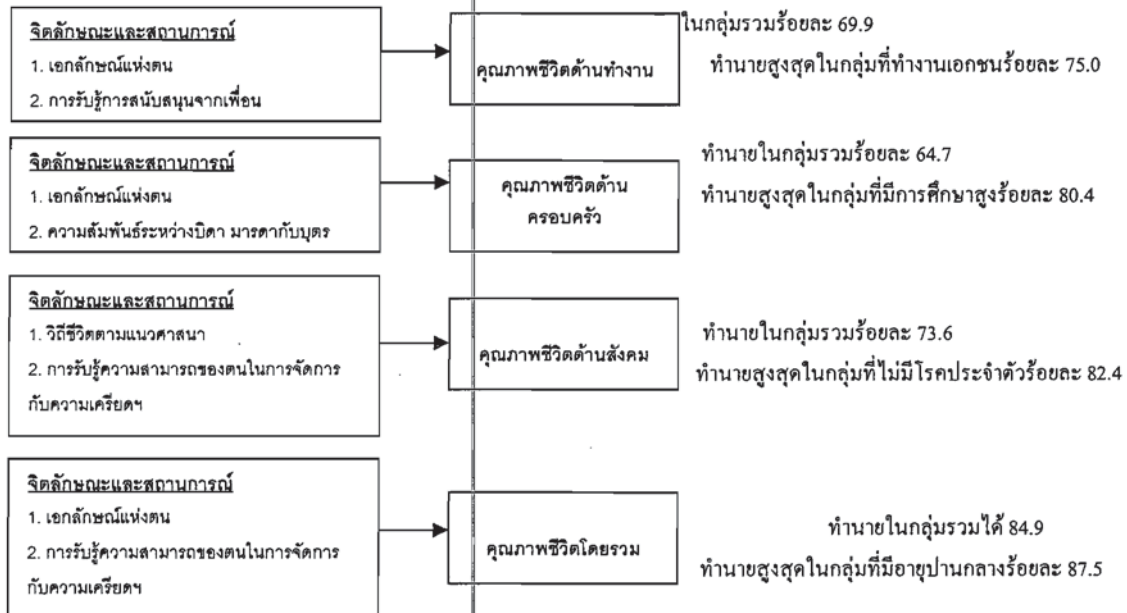 จิตลักษณะและสถานการณ์
1. เอกลักษณ์แห่งตน
2. การรับรู้การสนับสนุนจากเพื่อน
คุณภาพชีวิตด้านทำงาน
ในกลุ่มรวมร้อยละ 69.9
ทำนายสูงสุดในกลุ่มที่ทำงานเอกชนร้อยละ 75.0
จิตลักษณะและสถานการณ์
1. เอกลักษณ์แห่งตน
2. ความสัมพันธ์ระหว่างบิดา มารดากับบุตร
คุณภาพชีวิตด้าน
ครอบครัว
ทำนายในกลุ่มรวมร้อยละ 64.7
ทำนายสูงสุดในกลุ่มที่มีการศึกษาสูงร้อยละ 80.4
จิตลักษณะและสถานการณ์
1. วิถีชีวิตตามแนวศาสนา
2. การรับรู้ความสามารถของตนในการจัดการ
กับความเครียดฯ
คุณภาพชีวิตด้านสังคม
ทำนายในกลุ่มรวมร้อยละ 73.6
ทำนายสูงสุดในกลุ่มที่ไม่มีโรคประจำตัวร้อยละ 82.4
จิตลักษณะและสถานการณ์
1. เอกลักษณ์แห่งตน
2. การรับรู้ความสามารถของตนในการจัดการ
กับความเครียดฯ
คุณภาพชีวิตโดยรวม
ทำนายในกลุ่มรวมได้ 84.9
ทำนายสูงสุดในกลุ่มที่มีอายุปานกลางร้อยละ 87.5